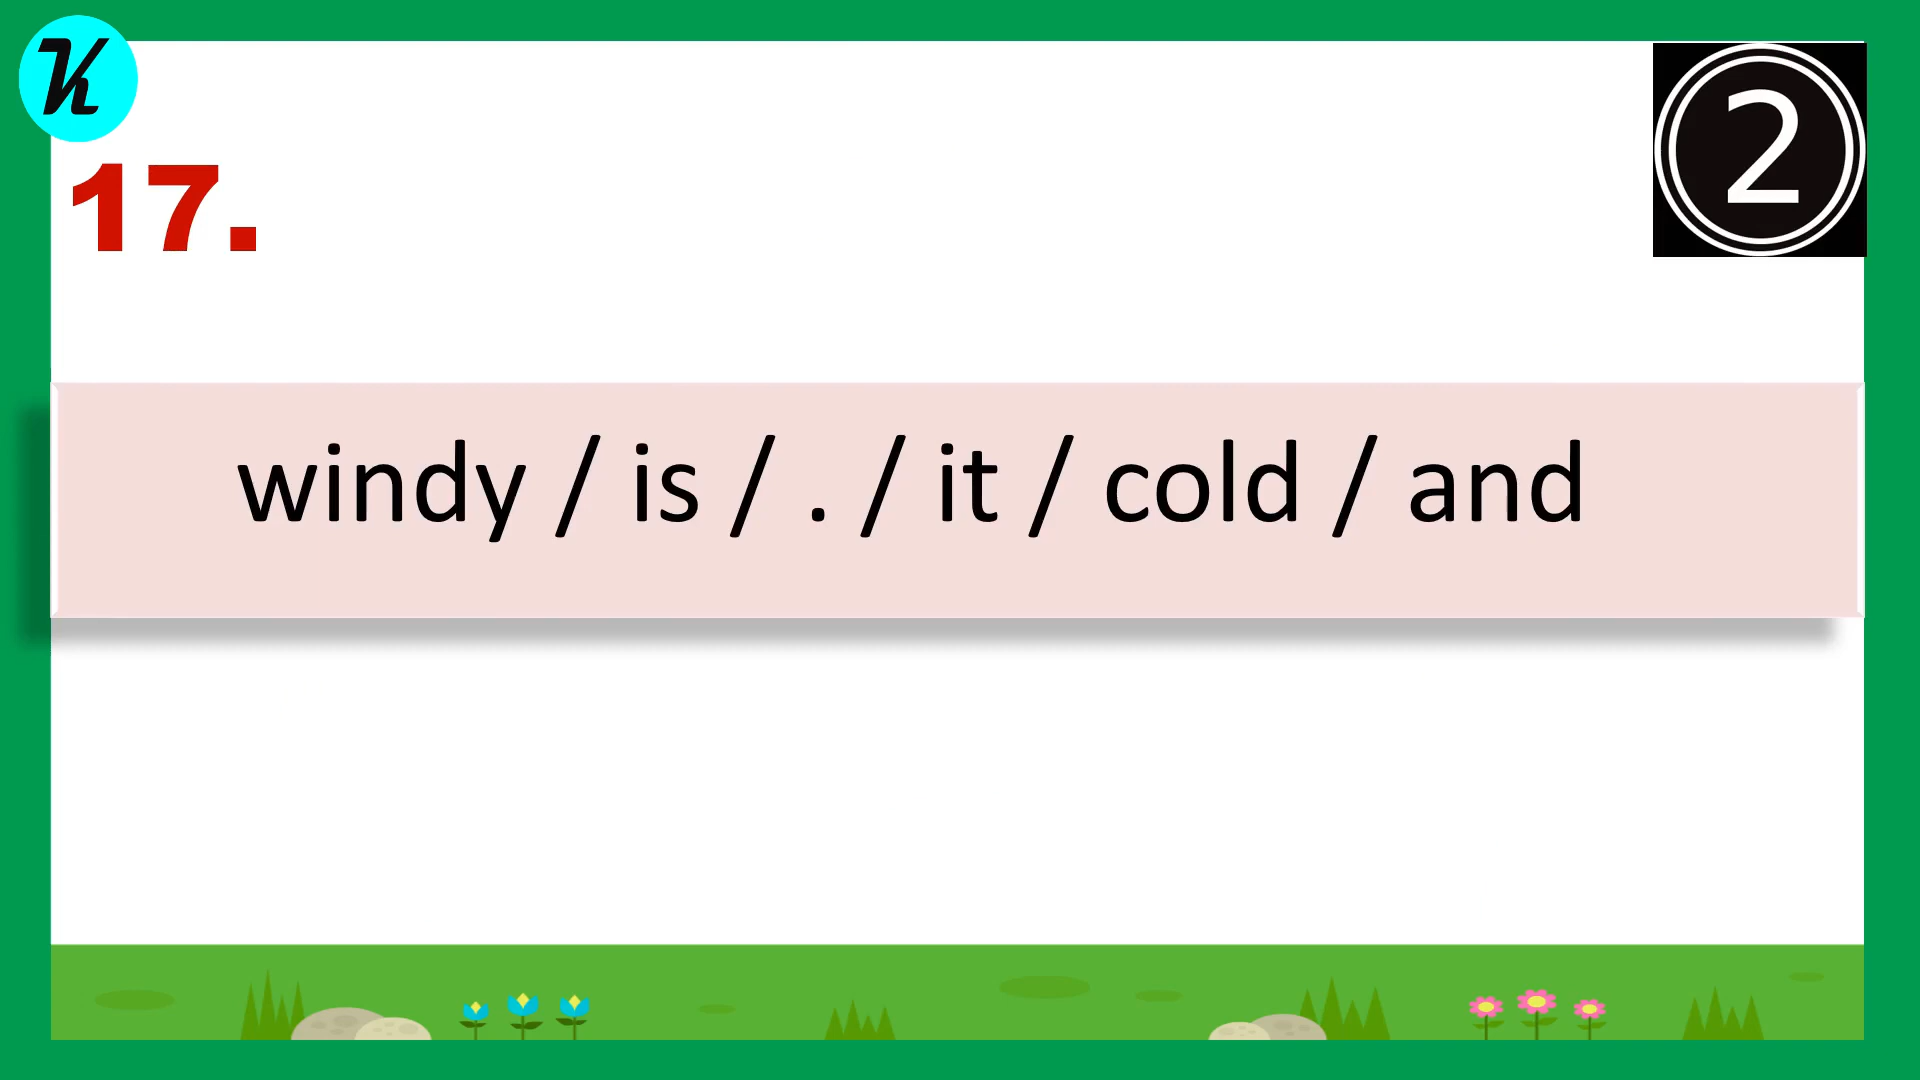 K
2
17.
windy / is / . / it / cold / and